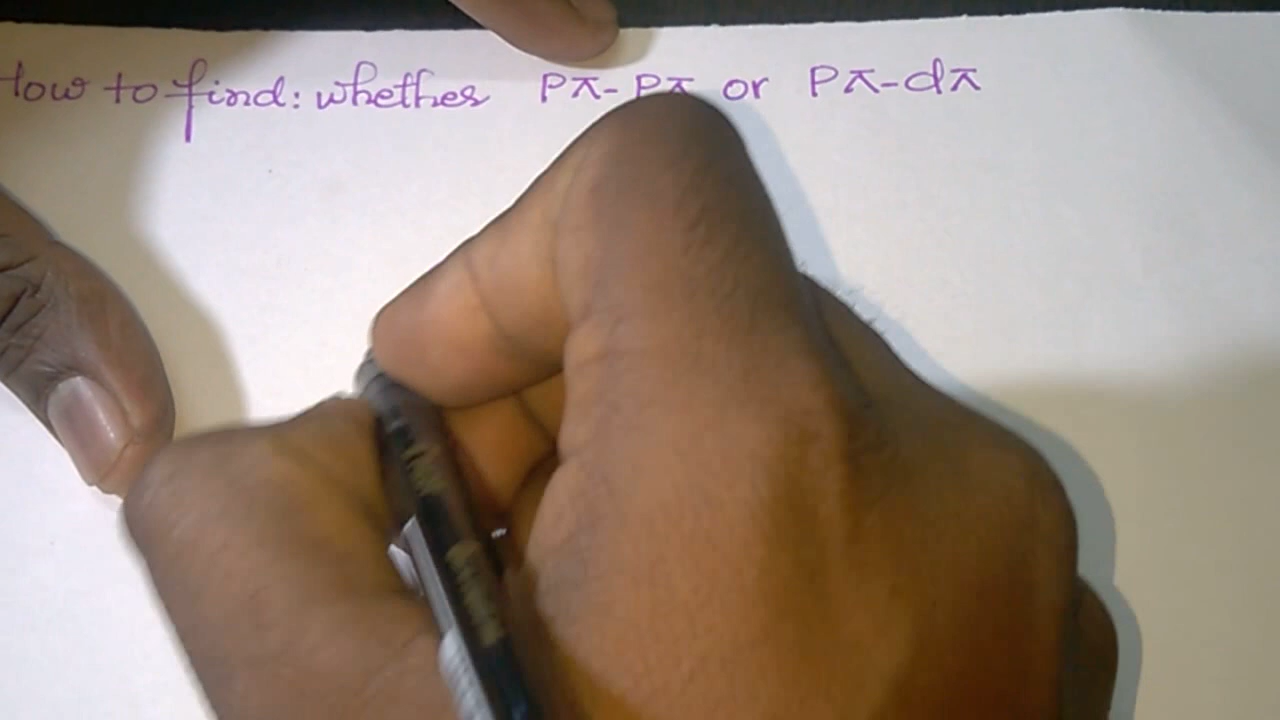 How to find: whether Pπ-Pπ or Pπ-dπ